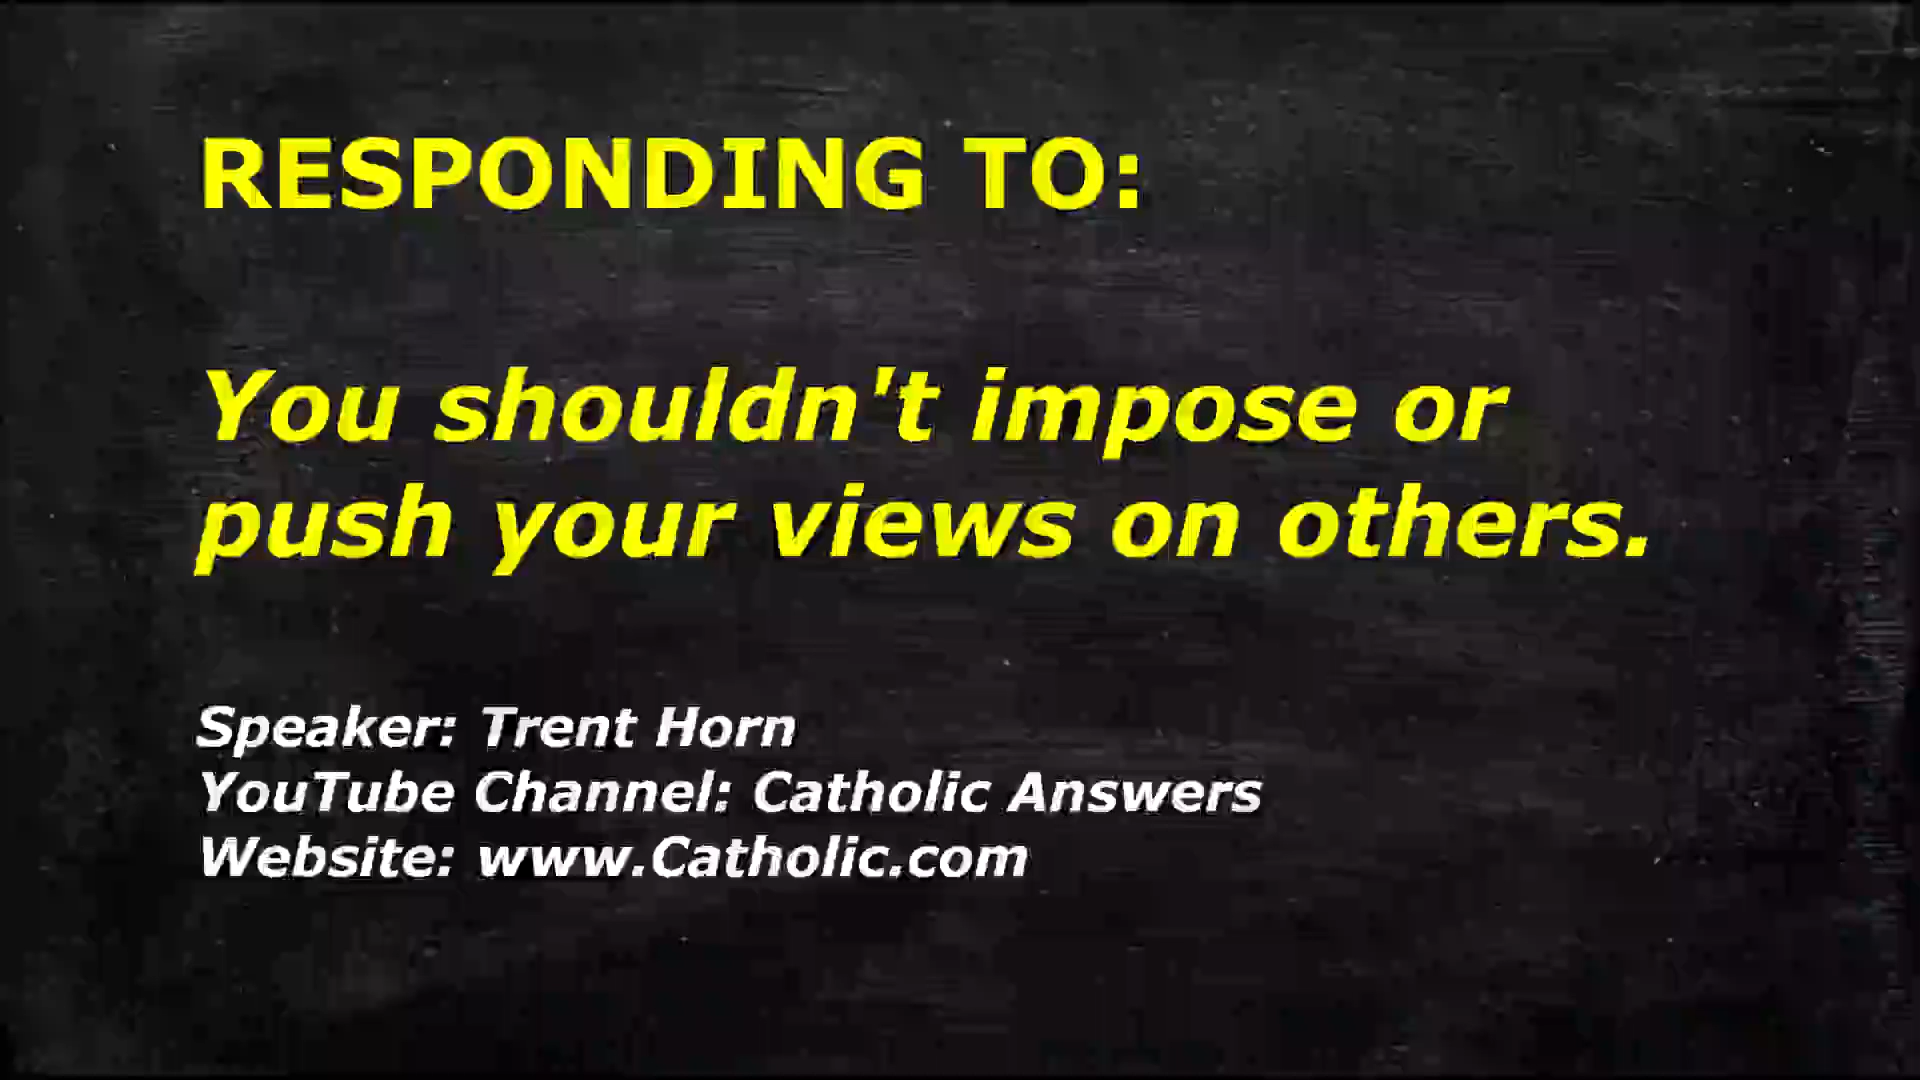 RESPONDING TO:
You shouldn't impose or
push your views on others.
Speaker: Trent Horn
YouTube Channel: Catholic Answers
Website: www.Catholic.com